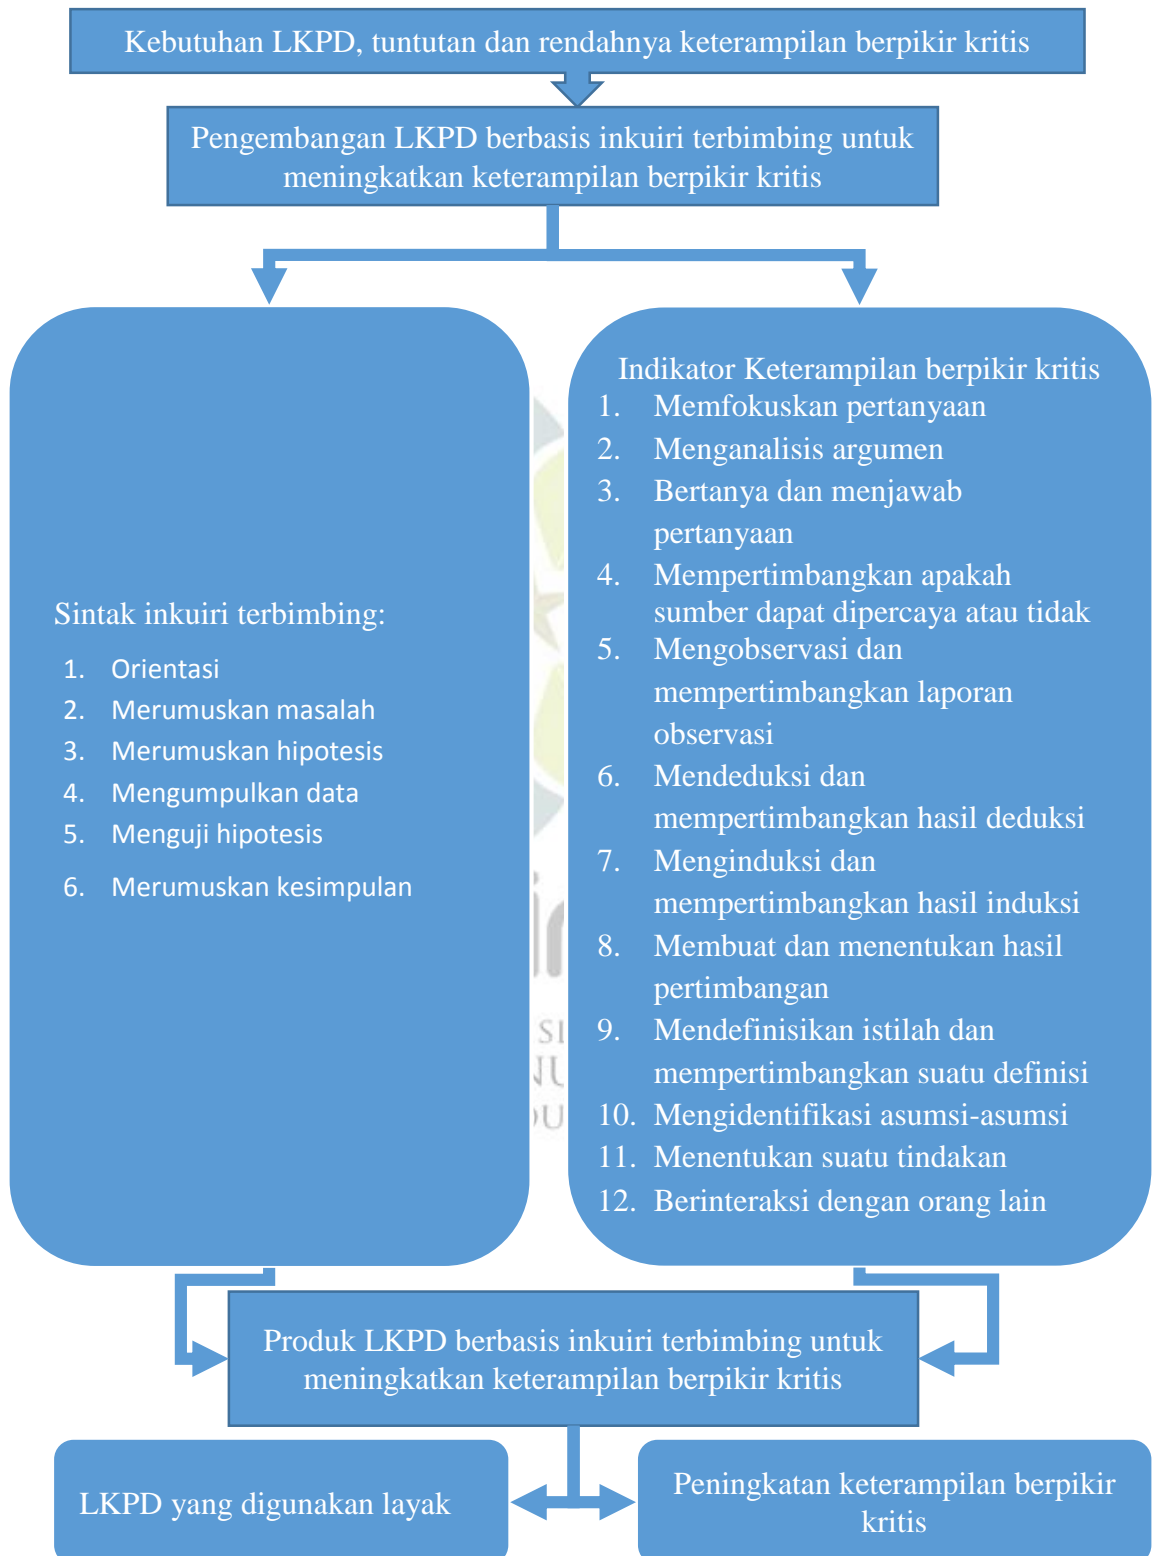 Kebutuhan LKPD, tuntutan dan rendahnya keterampilan berpikir kritis
Pengembangan LKPD berbasis inkuiri terbimbing untuk
meningkatkan keterampilan berpikir kritis
Sintak inkuiri terbimbing:
1. Orientasi
2. Merumuskan masalah
3. Merumuskan hipotesis
4. Mengumpulkan data
5. Menguji hipotesis
6. Merumuskan kesimpulan
Indikator Keterampilan berpikir kritis
1. Memfokuskan pertanyaan
2. Menganalisis argumen
3. Bertanya dan menjawab
pertanyaan
4. Mempertimbangkan apakah
sumber dapat dipercaya atau tidak
5. Mengobservasi dan
mempertimbangkan laporan
observasi
6. Mendeduksi dan
mempertimbangkan hasil deduksi
7. Menginduksi dan
mempertimbangkan hasil induksi
8. Membuat dan menentukan hasil
pertimbangan
9. Mendefinisikan istilah dan
mempertimbangkan suatu definisi
10. Mengidentifikasi asumsi-asumsi
11. Menentukan suatu tindakan
12. Berinteraksi dengan orang lain
Produk LKPD berbasis inkuiri terbimbing untuk
meningkatkan keterampilan berpikir kritis
LKPD yang digunakan layak
Peningkatan keterampilan berpikir
kritis